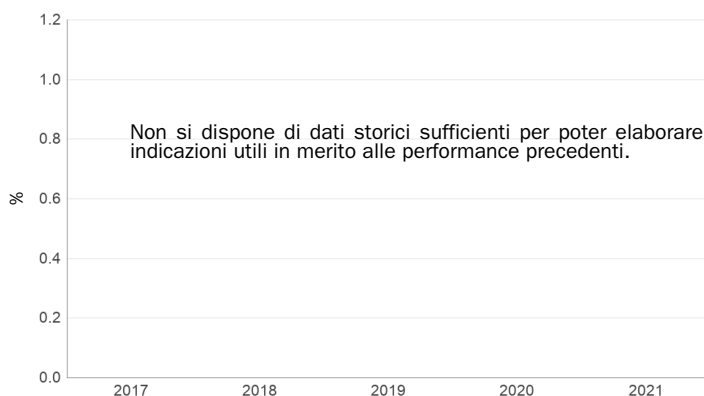 1.2
1.0
Non si dispone di dati storici sufficienti per poter elaborare
0.8
indicazioni utili in merito alle performance precedenti.
%
0.6
0.4
0.2
0.0
2017 2018 2019 2020 2021